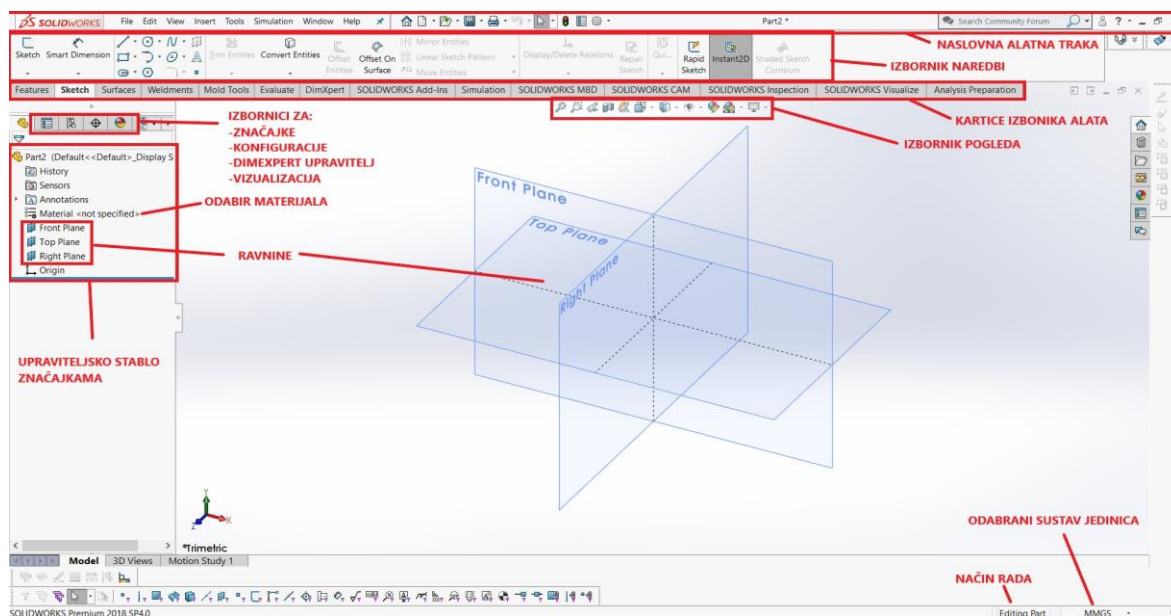 SOLIDWORKS File Edit View Insert Tools Simulation Window Help Part2 * Search Community Forum
NASLOVNA ALATNA TRAKA
Sketch Smart Dimension Trim Entities Convert Entities Offset Entities Offset On Surface Mirror Entities Linear Sketch Pattern Move Entities Display/Delete Relations Repair Sketch Qui... Rapid Sketch Instant2D Shaded Sketch Contours
IZBORNIK NAREDBI
Features Sketch Surfaces Weldments Mold Tools Evaluate DimXpert SOLIDWORKS Add-Ins Simulation SOLIDWORKS MBD SOLIDWORKS CAM SOLIDWORKS Inspection SOLIDWORKS Visualize Analysis Preparation
KARTICE IZBONIKA ALATA
IZBORNIK POGLEDA
IZBORNICI ZA:
-ZNAČAJKE
-KONFIGURACIJE
-DIMEXPERT UPRAVITELJ
-VIZUALIZACIJA
Part2 (Default<<Default>_Display S
History
Sensors
Annotations
Material <not specified>
ODABIR MATERIJALA
Front Plane
Top Plane
Right Plane
Origin
RAVNINE
Front Plane
Top Plane
Right Plane
UPRAVITELJSKO STABLO
ZNAČAJKAMA
Y
X
Z
*Trimetric
ODABRANI SUSTAV JEDINICA
Model 3D Views Motion Study 1
NAČIN RADA
SOLIDWORKS Premium 2018 SP4.0 Editing Part MMGS